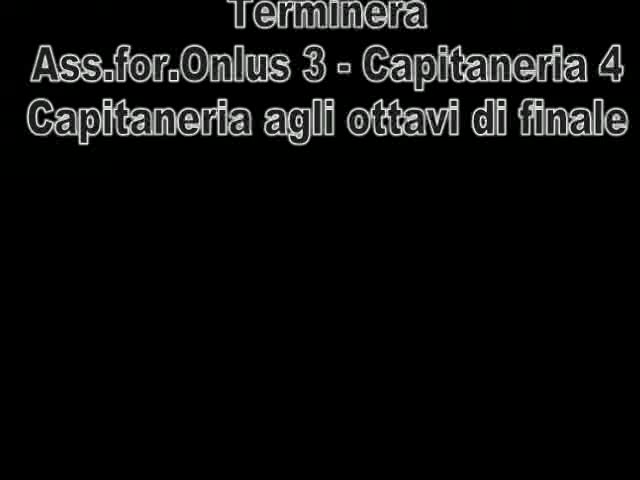 Terminera
Ass.for.Onlus 3 - Capitaneria 4
Capitaneria agli ottavi di finale